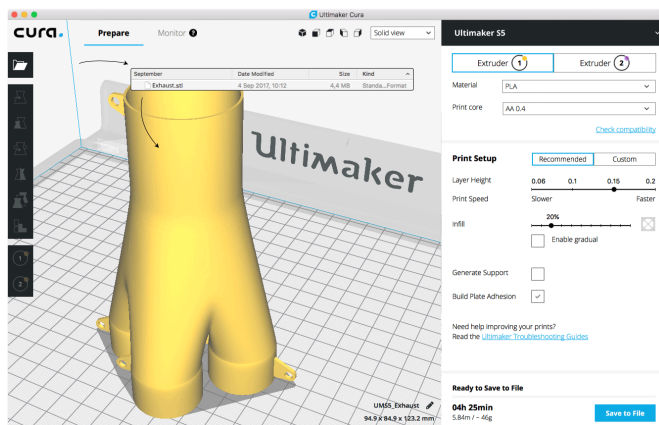 Ultimaker Cura
cura.
Prepare
Monitor ?
Solid view
Ultimaker S5
September
Date Modified
Size
Kind
Exhaust.stl
4 Sep 2017, 10:12
4,4 MB
Standa...Format
Ultimaker
1
2
UMS5_Exhaust
94.9 x 84.9 x 123.2 mm
Extruder 1
Extruder 2
Material
PLA
Print core
AA 0.4
Check compatibility
Print Setup
Recommended
Custom
Layer Height
0.06 0.1 0.15 0.2
Print Speed
Slower
Faster
Infill
20%
Enable gradual
Generate Support
Build Plate Adhesion
Need help improving your prints?
Read the Ultimaker Troubleshooting Guides
Ready to Save to File
04h 25min
5.84m / ~ 46g
Save to File